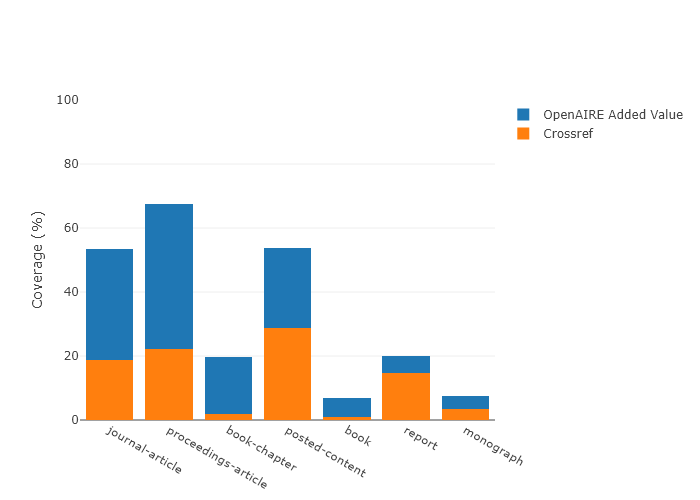 100
80
60
40
20
0
Coverage (%)
journal-article
proceedings-article
book-chapter
posted-content
book
report
monograph
OpenAIRE Added Value
Crossref